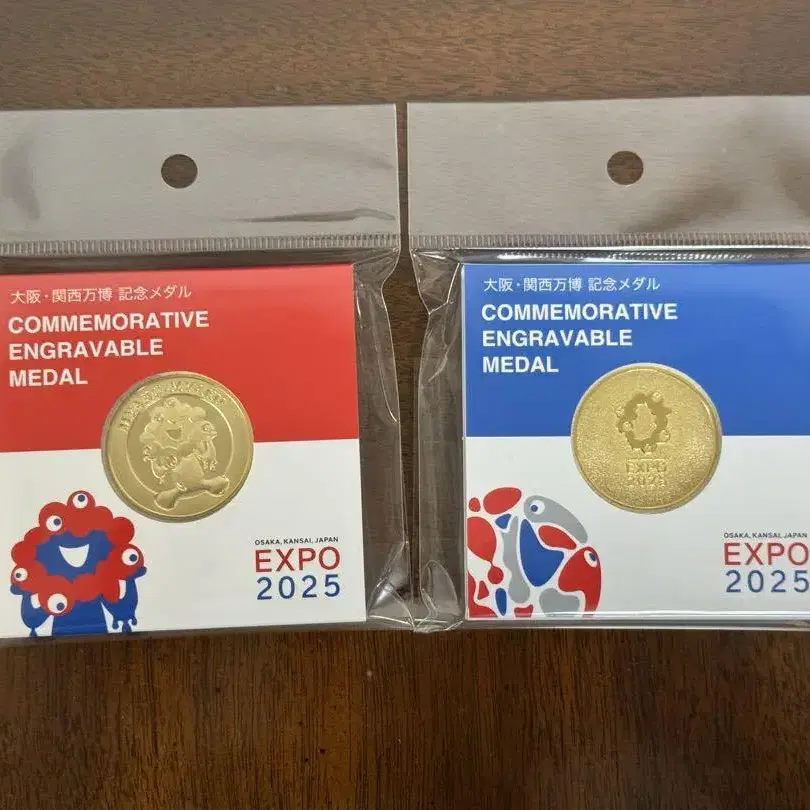 大阪・関西万博 記念メダル
COMMEMORATIVE
ENGRAVABLE
MEDAL
OSAKA, KANSAI, JAPAN
EXPO
2025
大阪・関西万博 記念メダル
COMMEMORATIVE
ENGRAVABLE
MEDAL
EXPO
2025
OSAKA, KANSAI, JAPAN
EXPO
2025